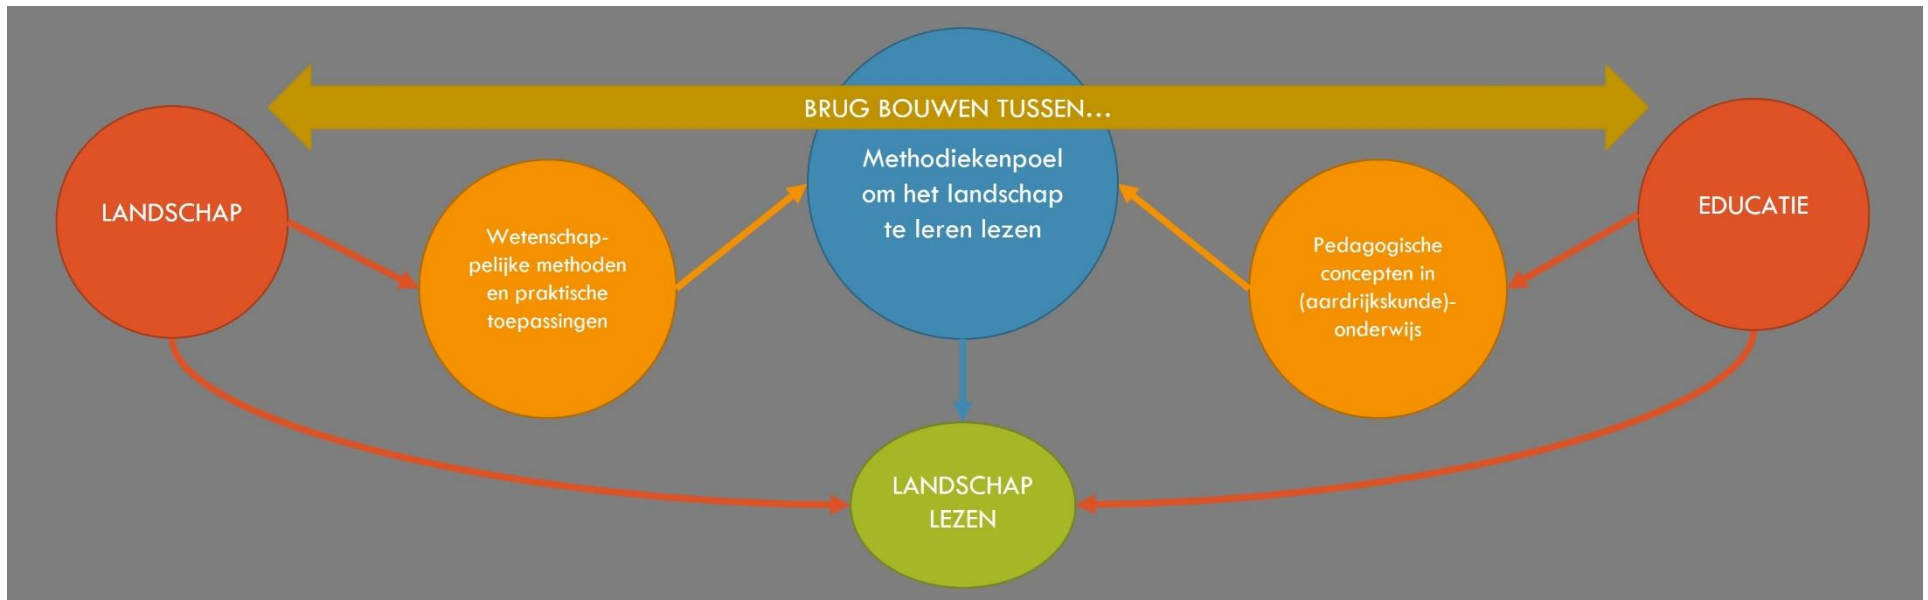 BRUG BOUWEN TUSSEN...
LANDSCHAP
Wetenschap-
pelijke methoden
en praktische
toepassingen
Methodiekenpoel
om het landschap
te leren lezen
Pedagogische
concepten in
(aardrijkskunde)-
onderwijs
EDUCATIE
LANDSCHAP
LEZEN